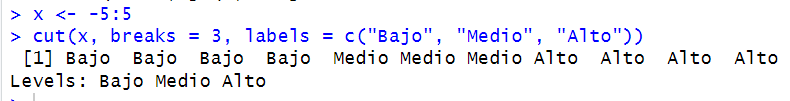 > x <- -5:5
> cut(x, breaks = 3, labels = c("Bajo", "Medio", "Alto"))
 [1] Bajo  Bajo  Bajo  Bajo  Medio Medio Medio Alto  Alto  Alto  Alto
Levels: Bajo Medio Alto